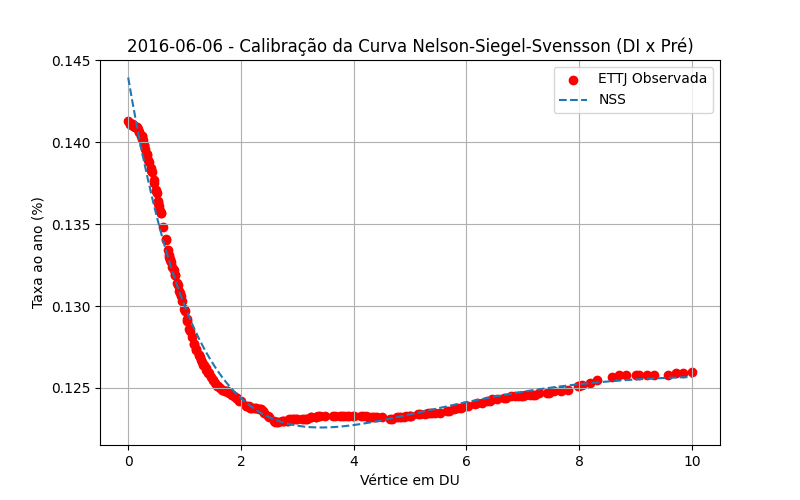 2016-06-06 - Calibração da Curva Nelson-Siegel-Svensson (DI x Pré)
ETTJ Observada
NSS
Taxa ao ano (%)
0.145
0.140
0.135
0.130
0.125
0 2 4 6 8 10
Vértice em DU